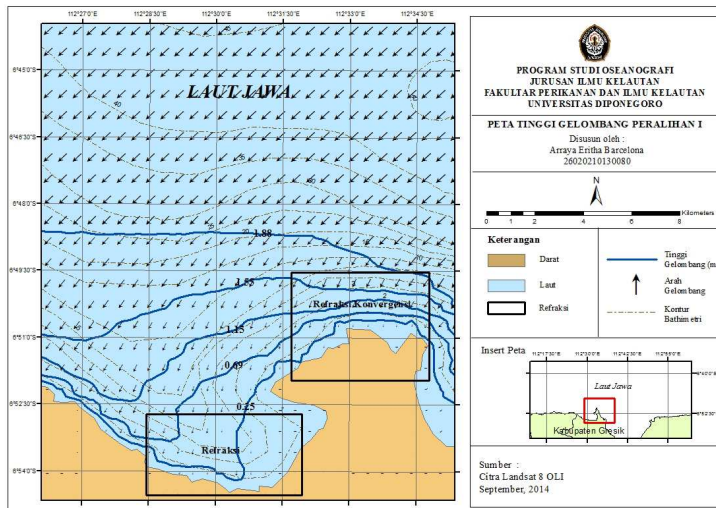 112°27'0"E 112°28'30"E 112°30'0"E 112°31'30"E 112°33'0"E 112°34'30"E
6°45'0"S
6°46'30"S
6°48'0"S
6°49'30"S
6°51'0"S
6°52'30"S
6°54'0"S
LAUT JAWA
1.88
1.55
1.15
0.69
0.25
Refraksi Konvergensi
Refraksi
PROGRAM STUDI OSEANOGRAFI
JURUSAN ILMU KELAUTAN
FAKULTAR PERIKANAN DAN ILMU KELAUTAN
UNIVERSITAS DIPONEGORO
PETA TINGGI GELOMBANG PERALIHAN I
Disusun oleh :
Arraya Eritha Barcelona
26020210130080
N
0 0.5 1 2 4 6 8 Kilometers
Keterangan
Darat
Laut
Refraksi
Tinggi
Gelombang (m)
Arah
Gelombang
Kontur
Bathimetri
Insert Peta
Laut Jawa
Kabupaten Gresik
Sumber :
Citra Landsat 8 OLI
September, 2014